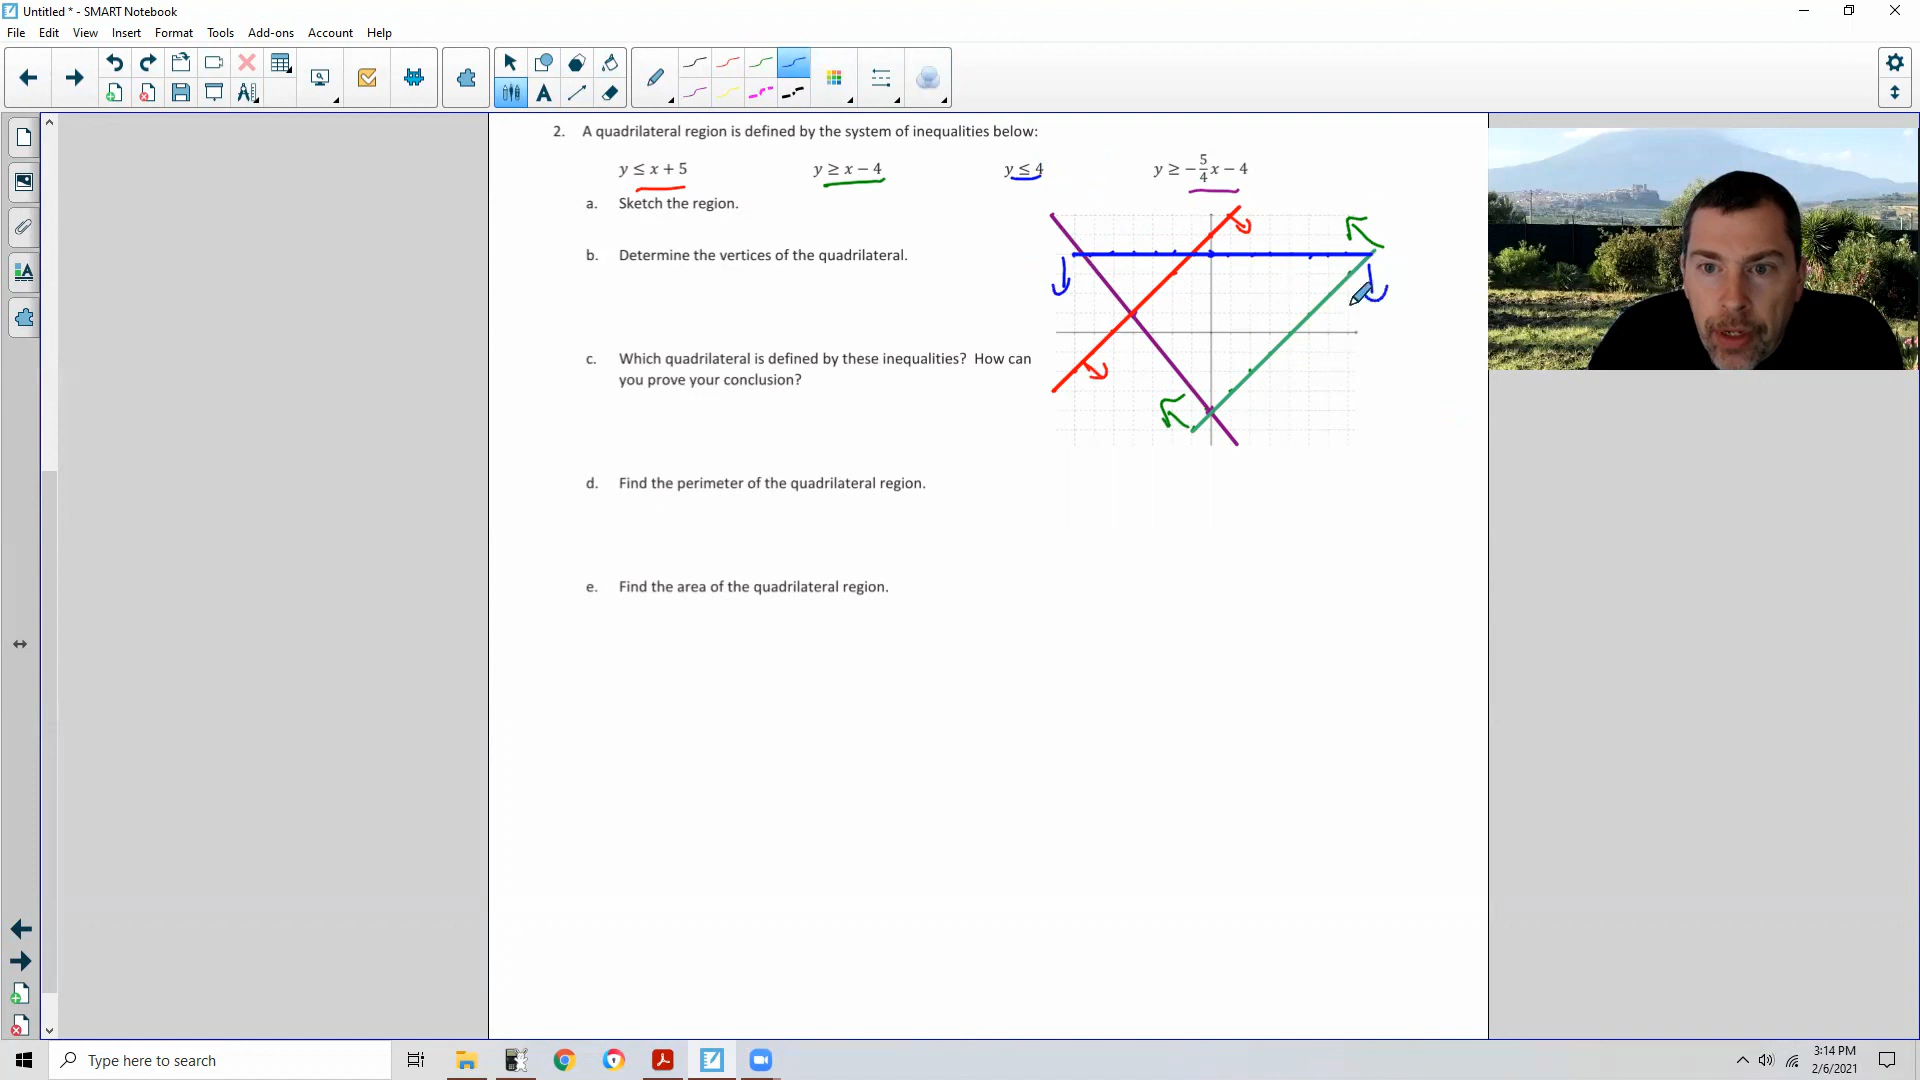 Untitled * - SMART Notebook
File Edit View Insert Format Tools Add-ons Account Help
2. A quadrilateral region is defined by the system of inequalities below:
y ≤ x + 5 y ≥ x − 4 y ≤ 4 y ≥ −5/4x − 4
a. Sketch the region.
b. Determine the vertices of the quadrilateral.
c. Which quadrilateral is defined by these inequalities? How can
you prove your conclusion?
d. Find the perimeter of the quadrilateral region.
e. Find the area of the quadrilateral region.
Type here to search
3:14 PM
2/6/2021